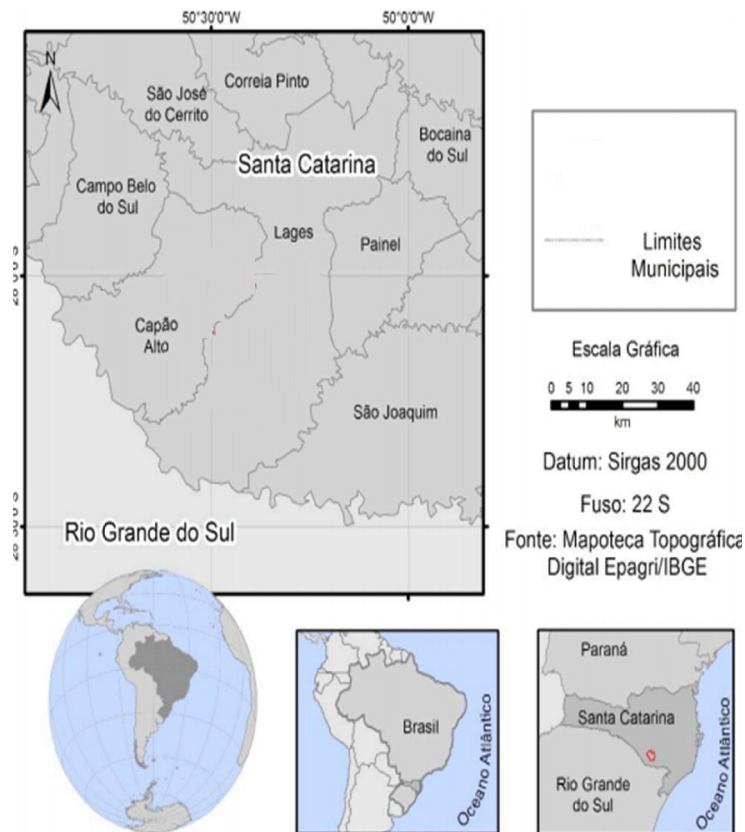 50°30'0"W
50°0'0"W
N
Correia Pinto
São José
do Cerrito
Bocaina
do Sul
Santa Catarina
Campo Belo
do Sul
Lages
Painel
Limites
Municipais
Capão
Alto
Escala Gráfica
São Joaquim
0 5 10 20 30 40
km
Datum: Sirgas 2000
Fuso: 22 S
Rio Grande do Sul
Fonte: Mapoteca Topográfica
Digital Epagri/IBGE
Brasil
Oceano Atlântico
Paraná
Santa Catarina
Rio Grande
do Sul
Oceano Atlântico